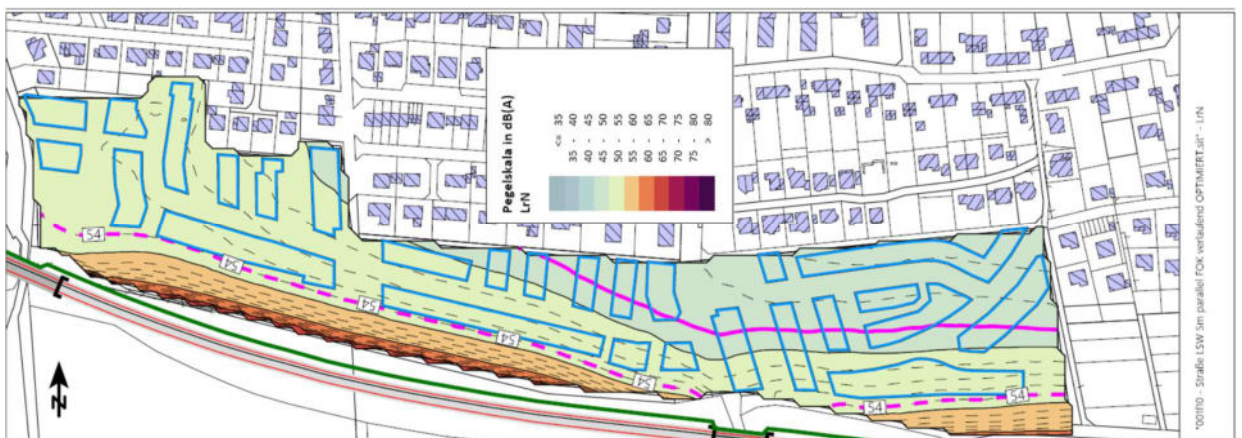 Pegelskala in dB(A)
LrN
<= 35
35 - 40
40 - 45
45 - 50
50 - 55
55 - 60
60 - 65
65 - 70
70 - 75
75 - 80
> 80
54
54
54
54
54
54
54
N
"001f10 - Straße LSW 5m parallel FOK verlaufend OPTIMIERT.sit" - LrN